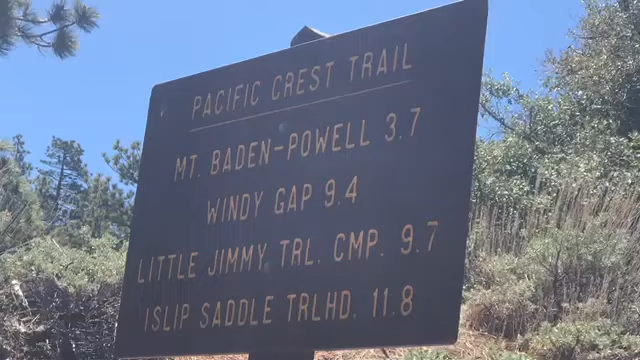 PACIFIC CREST TRAIL
MT. BADEN-POWELL 3.7
WINDY GAP 9.4
LITTLE JIMMY TRL. CMP. 9.7
ISLIP SADDLE TRLHD. 11.8